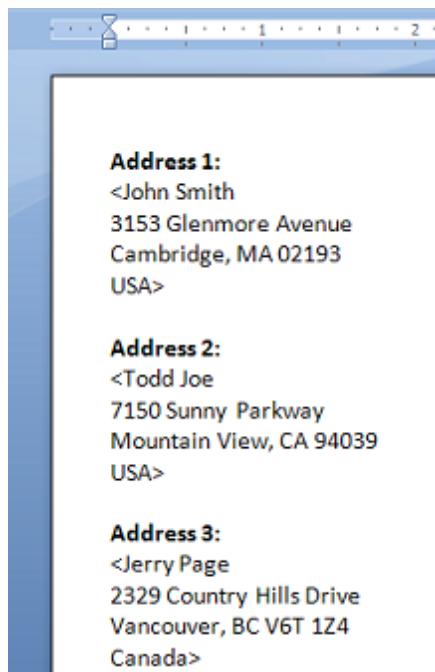 1 2
Address 1:
<John Smith
3153 Glenmore Avenue
Cambridge, MA 02193
USA>
Address 2:
<Todd Joe
7150 Sunny Parkway
Mountain View, CA 94039
USA>
Address 3:
<Jerry Page
2329 Country Hills Drive
Vancouver, BC V6T 1Z4
Canada>